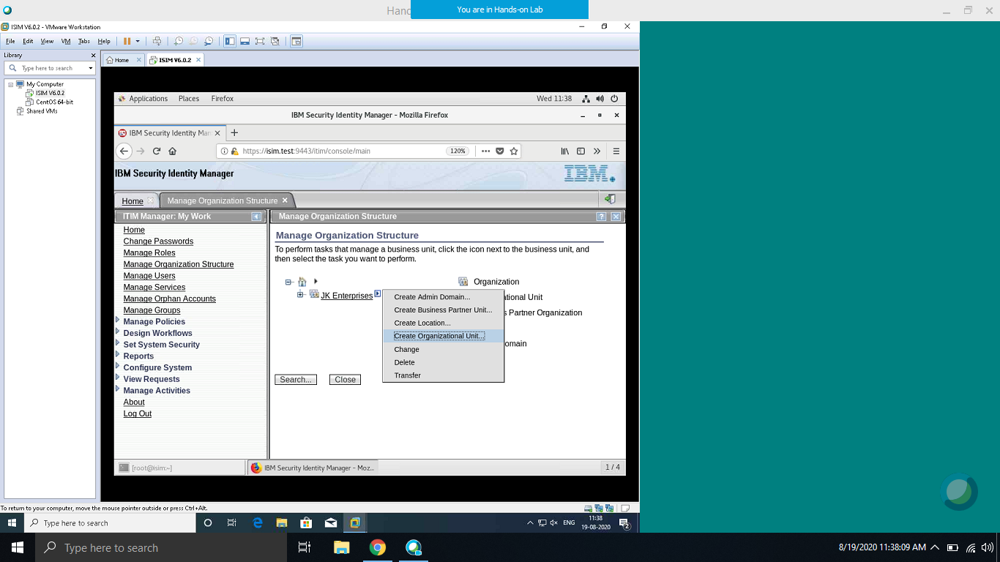 Hand
You are in Hands-on Lab
ISIM V6.0.2 - VMware Workstation
File Edit View VM Tabs Help
Library
Home
ISIM V6.0.2
Type here to search
My Computer
ISIM V6.0.2
CentOS 64-bit
Shared VMs
Applications Places Firefox
Wed 11:38
IBM Security Identity Manager - Mozilla Firefox
IBM Security Identity Man
https://isim.test:9443/itim/console/main
120%
IBM Security Identity Manager
IBM.
Home
Manage Organization Structure
ITIM Manager: My Work
Manage Organization Structure
Home
Change Passwords
Manage Roles
Manage Organization Structure
Manage Users
Manage Services
Manage Orphan Accounts
Manage Groups
Manage Policies
Design Workflows
Set System Security
Reports
Configure System
View Requests
Manage Activities
About
Log Out
Manage Organization Structure
To perform tasks that manage a business unit, click the icon next to the business unit, and
then select the task you want to perform.
Organization
JK Enterprises
ational Unit
s Partner Organization
omain
Create Admin Domain...
Create Business Partner Unit...
Create Location...
Create Organizational Unit...
Change
Delete
Transfer
Search...
Close
[root@isim:~]
IBM Security Identity Manager - Moz...
1 / 4
To return to your computer, move the mouse pointer outside or press Ctrl+Alt.
Type here to search
ENG
11:38
19-08-2020
2
Type here to search
8/19/2020 11:38:09 AM